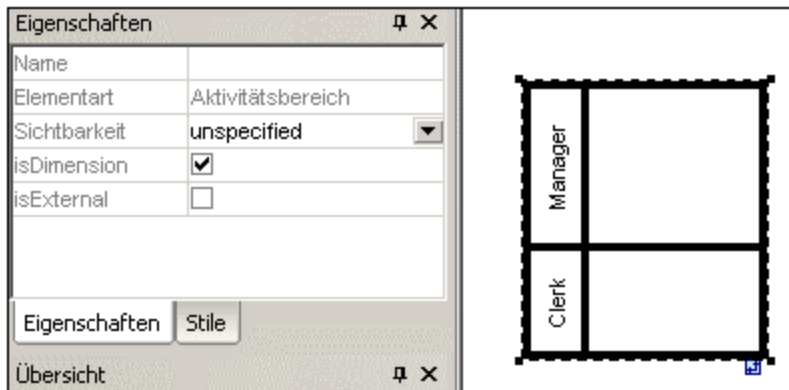 Eigenschaften
Name
Elementart Aktivitätsbereich
Sichtbarkeit unspecified
isDimension
isExternal
Eigenschaften Stile
Übersicht
Manager
Clerk